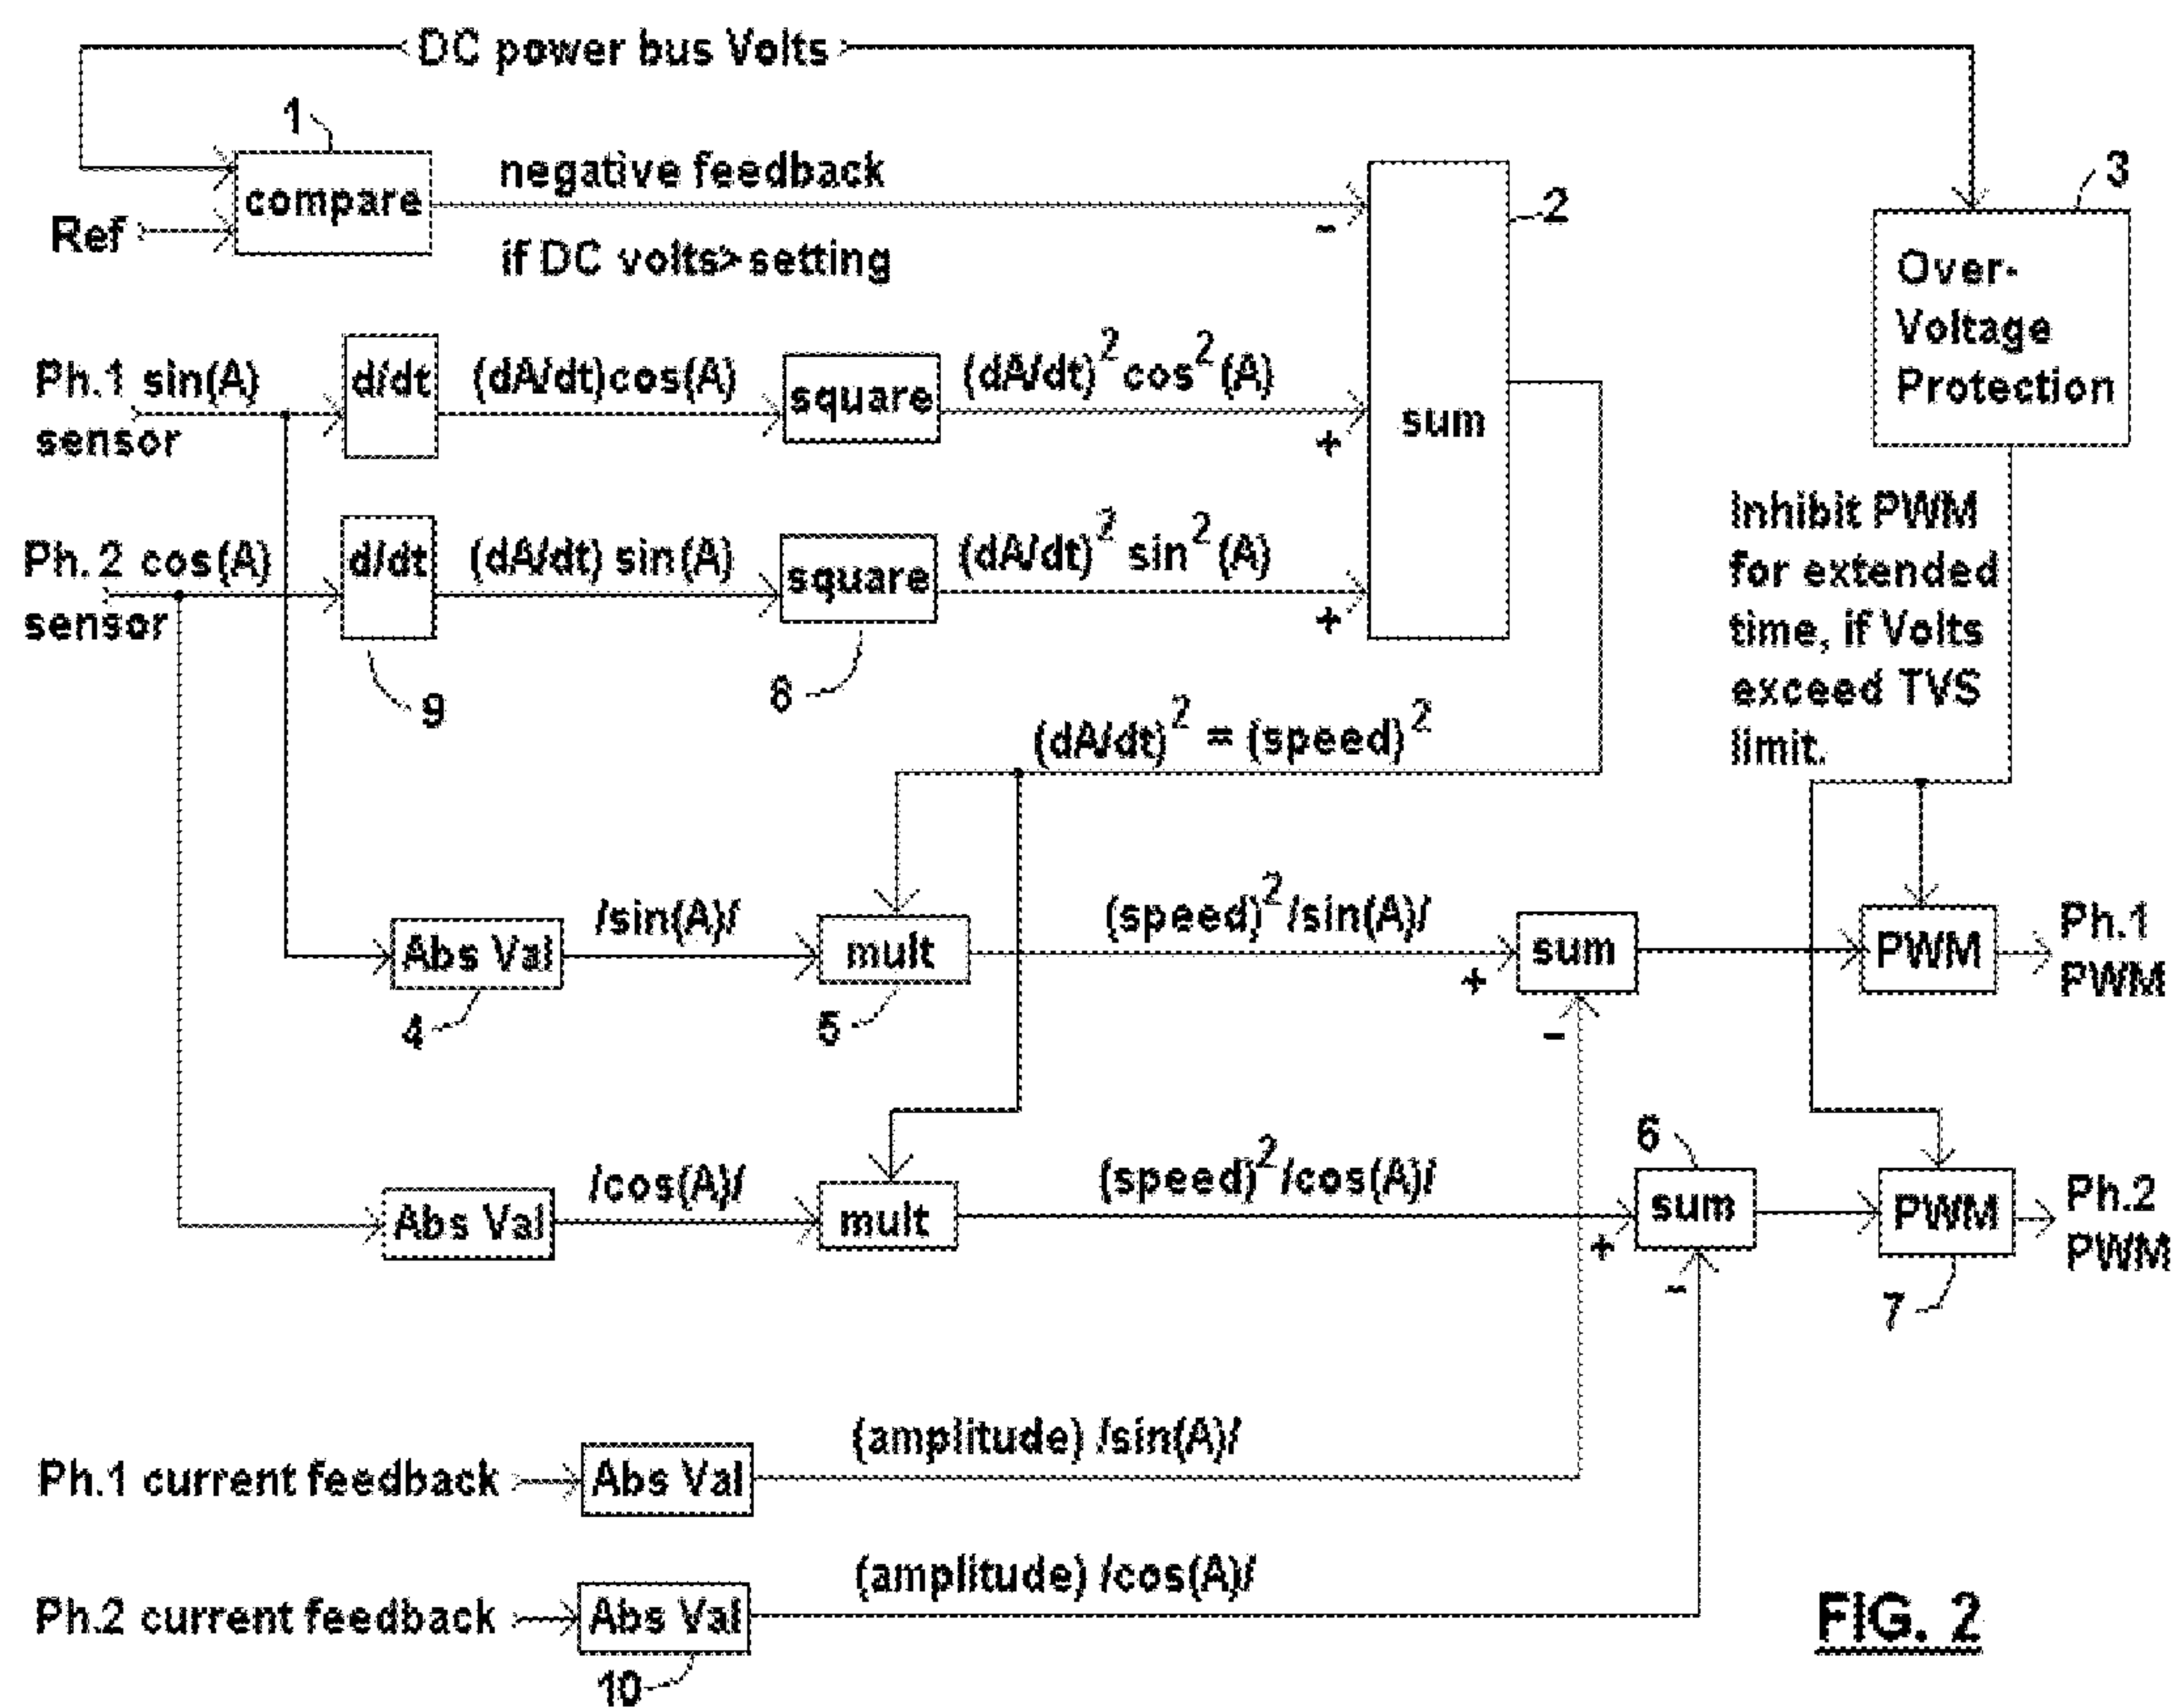 DC power bus Volts
1
compare
Ref
negative feedback
if DC volts>setting
-
2
3
Over-
Voltage
Protection
Ph.1 sin(A)
sensor
d/dt
(dA/dt)cos(A)
square
(dA/dt)² cos²(A)
+
sum
Ph.2 cos(A)
sensor
d/dt
(dA/dt) sin(A)
square
(dA/dt)² sin²(A)
+
9
8
Inhibit PWM
for extended
time, if Volts
exceed TVS
limit.
(dA/dt)² = (speed)²
Abs Val
4
/sin(A)/
mult
5
(speed)²/sin(A)/
+
-
sum
PWM
Ph.1
PWM
Abs Val
/cos(A)/
mult
(speed)²/cos(A)/
+
-
6
sum
PWM
7
Ph.2
PWM
Ph.1 current feedback
Abs Val
(amplitude) /sin(A)/
Ph.2 current feedback
Abs Val
10
(amplitude) /cos(A)/
FIG. 2